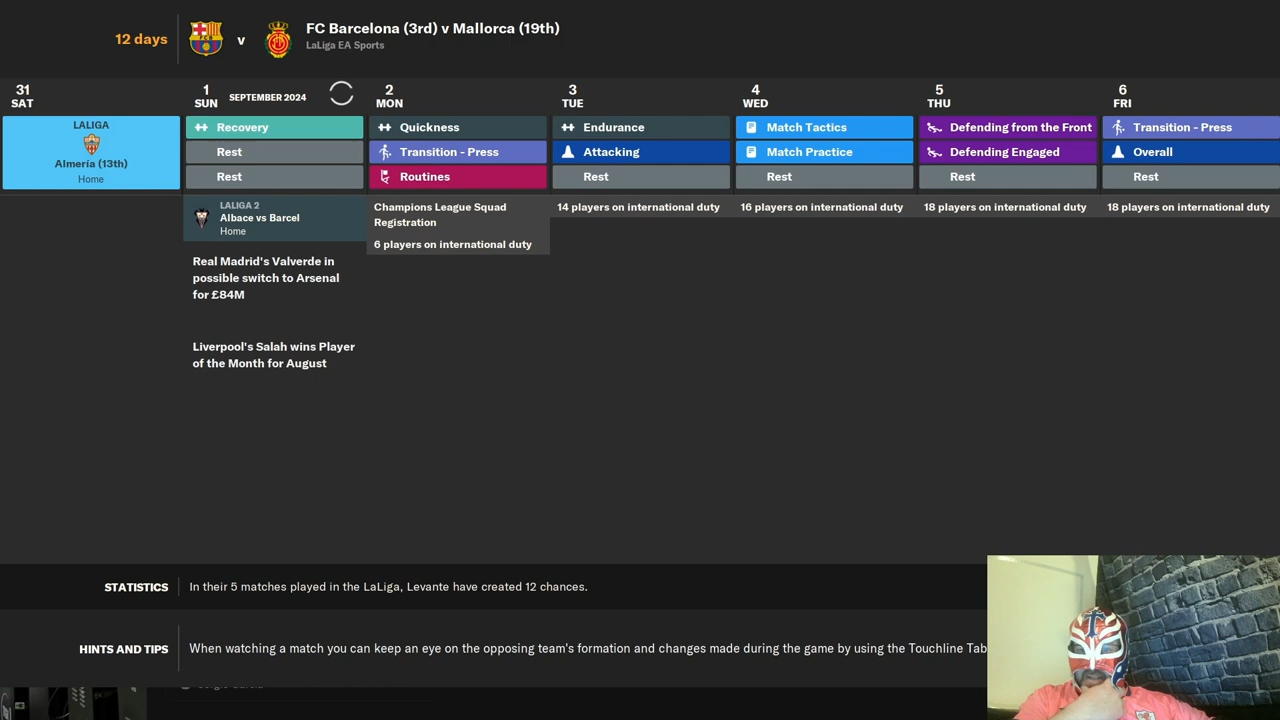 12 days
v
FC Barcelona (3rd) v Mallorca (19th)
LaLiga EA Sports
31
SAT
1
SUN
SEPTEMBER 2024
2
MON
3
TUE
4
WED
5
THU
6
FRI
LALIGA
Almería (13th)
Home
Recovery
Rest
Rest
Quickness
Transition - Press
Routines
Endurance
Attacking
Rest
Match Tactics
Match Practice
Rest
Defending from the Front
Defending Engaged
Rest
Transition - Press
Overall
Rest
LALIGA 2
Albace vs Barcel
Home
Champions League Squad
Registration
6 players on international duty
14 players on international duty
16 players on international duty
18 players on international duty
18 players on international duty
Real Madrid's Valverde in
possible switch to Arsenal
for £84M
Liverpool's Salah wins Player
of the Month for August
STATISTICS
In their 5 matches played in the LaLiga, Levante have created 12 chances.
HINTS AND TIPS
When watching a match you can keep an eye on the opposing team's formation and changes made during the game by using the Touchline Tab